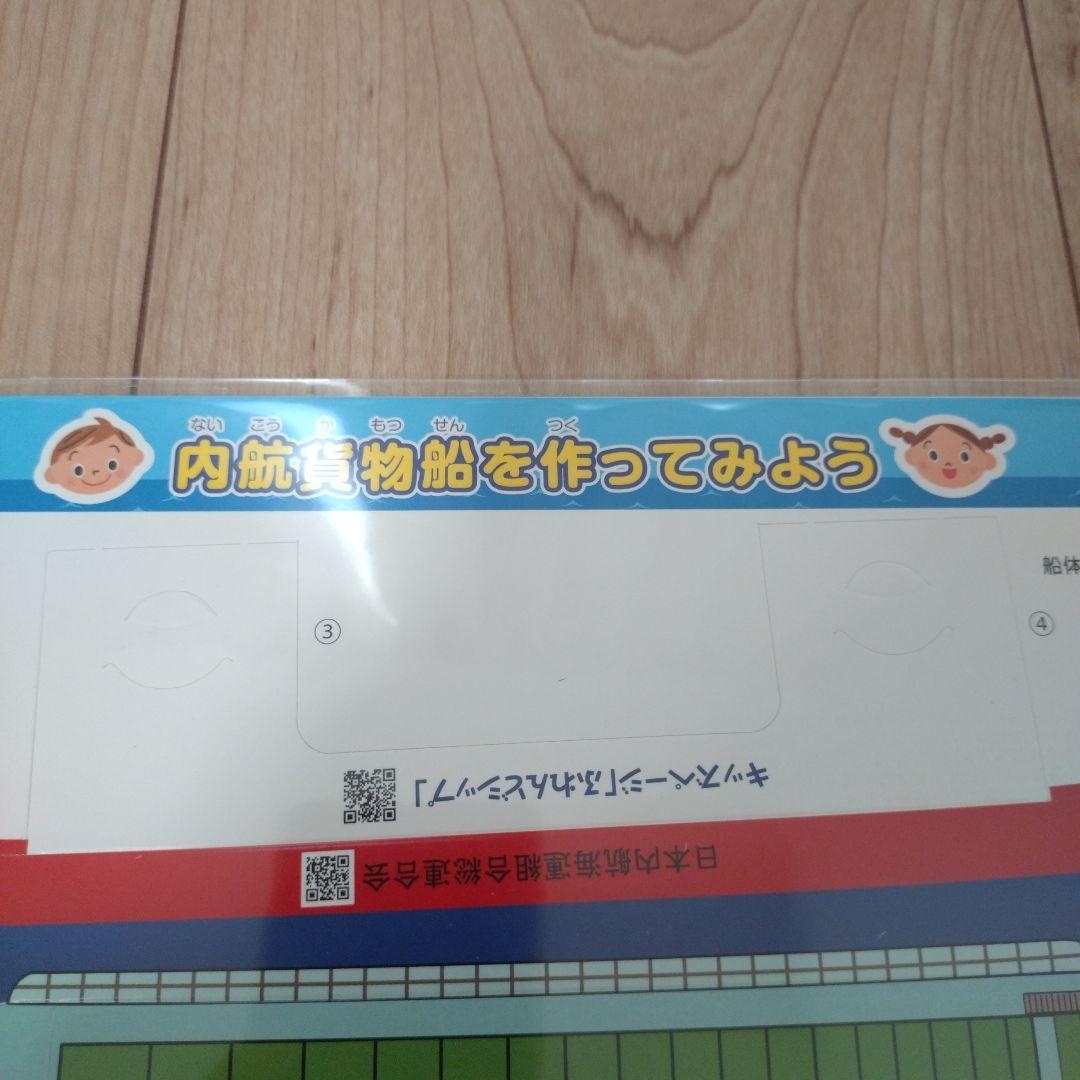 ない こう か もつ せん つく
内航貨物船を作ってみよう
船体
③
④
キッズページ「ふねんどシップ」
日本内航海運組合総連合会